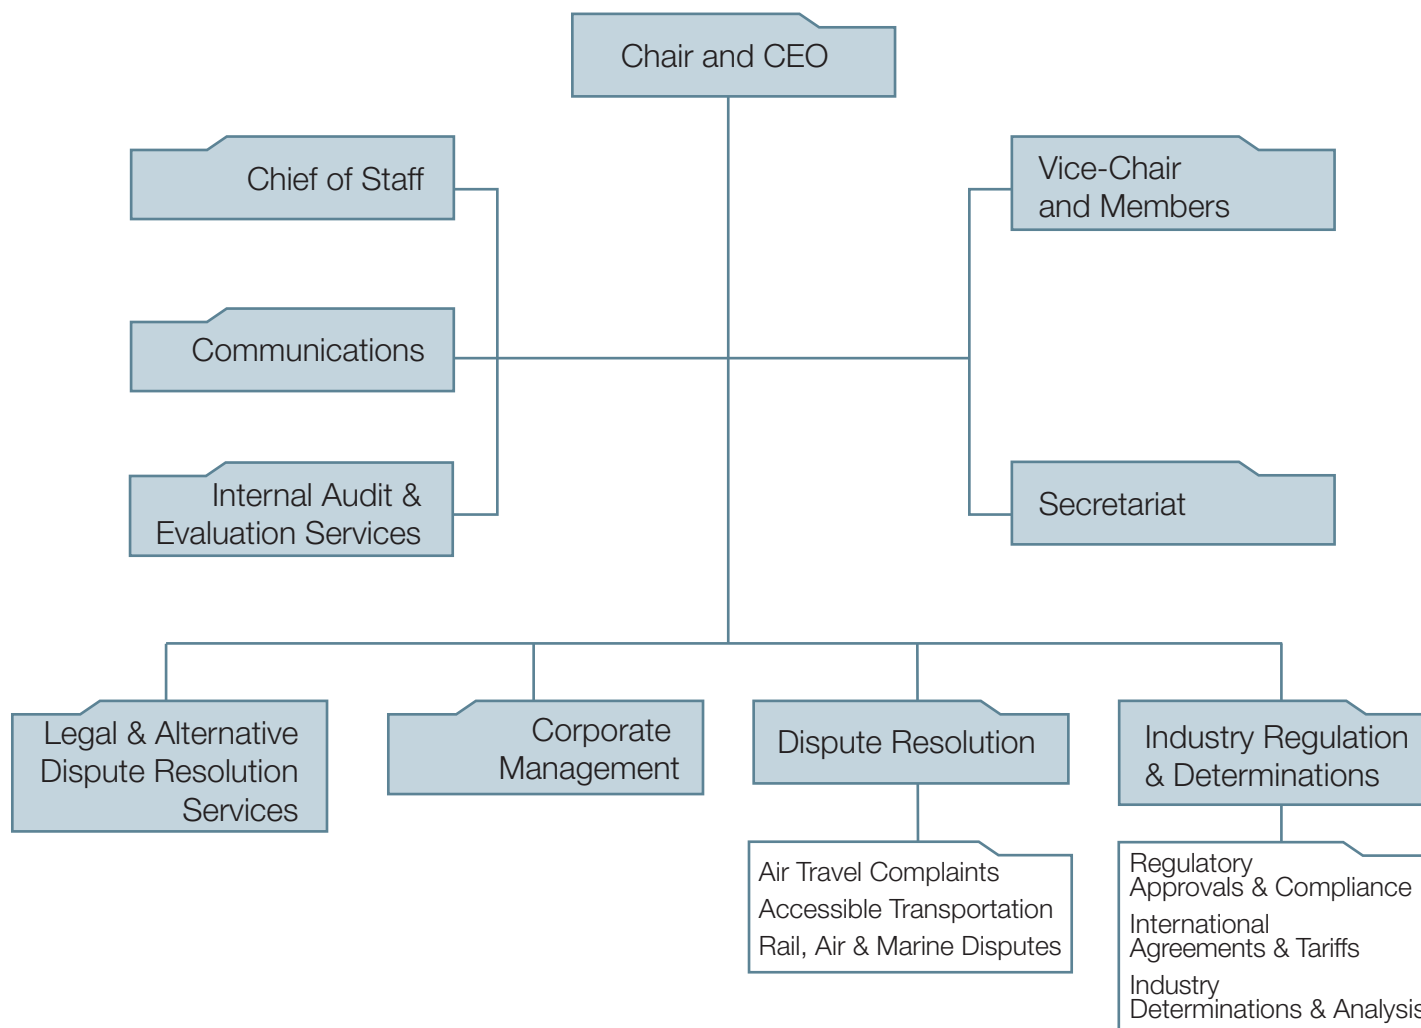 Chair and CEO
Chief of Staff
Vice-Chair
and Members
Communications
Internal Audit &
Evaluation Services
Secretariat
Legal & Alternative
Dispute Resolution
Services
Corporate
Management
Dispute Resolution
Industry Regulation
& Determinations
Air Travel Complaints
Accessible Transportation
Rail, Air & Marine Disputes
Regulatory
Approvals & Compliance
International
Agreements & Tariffs
Industry
Determinations & Analysis